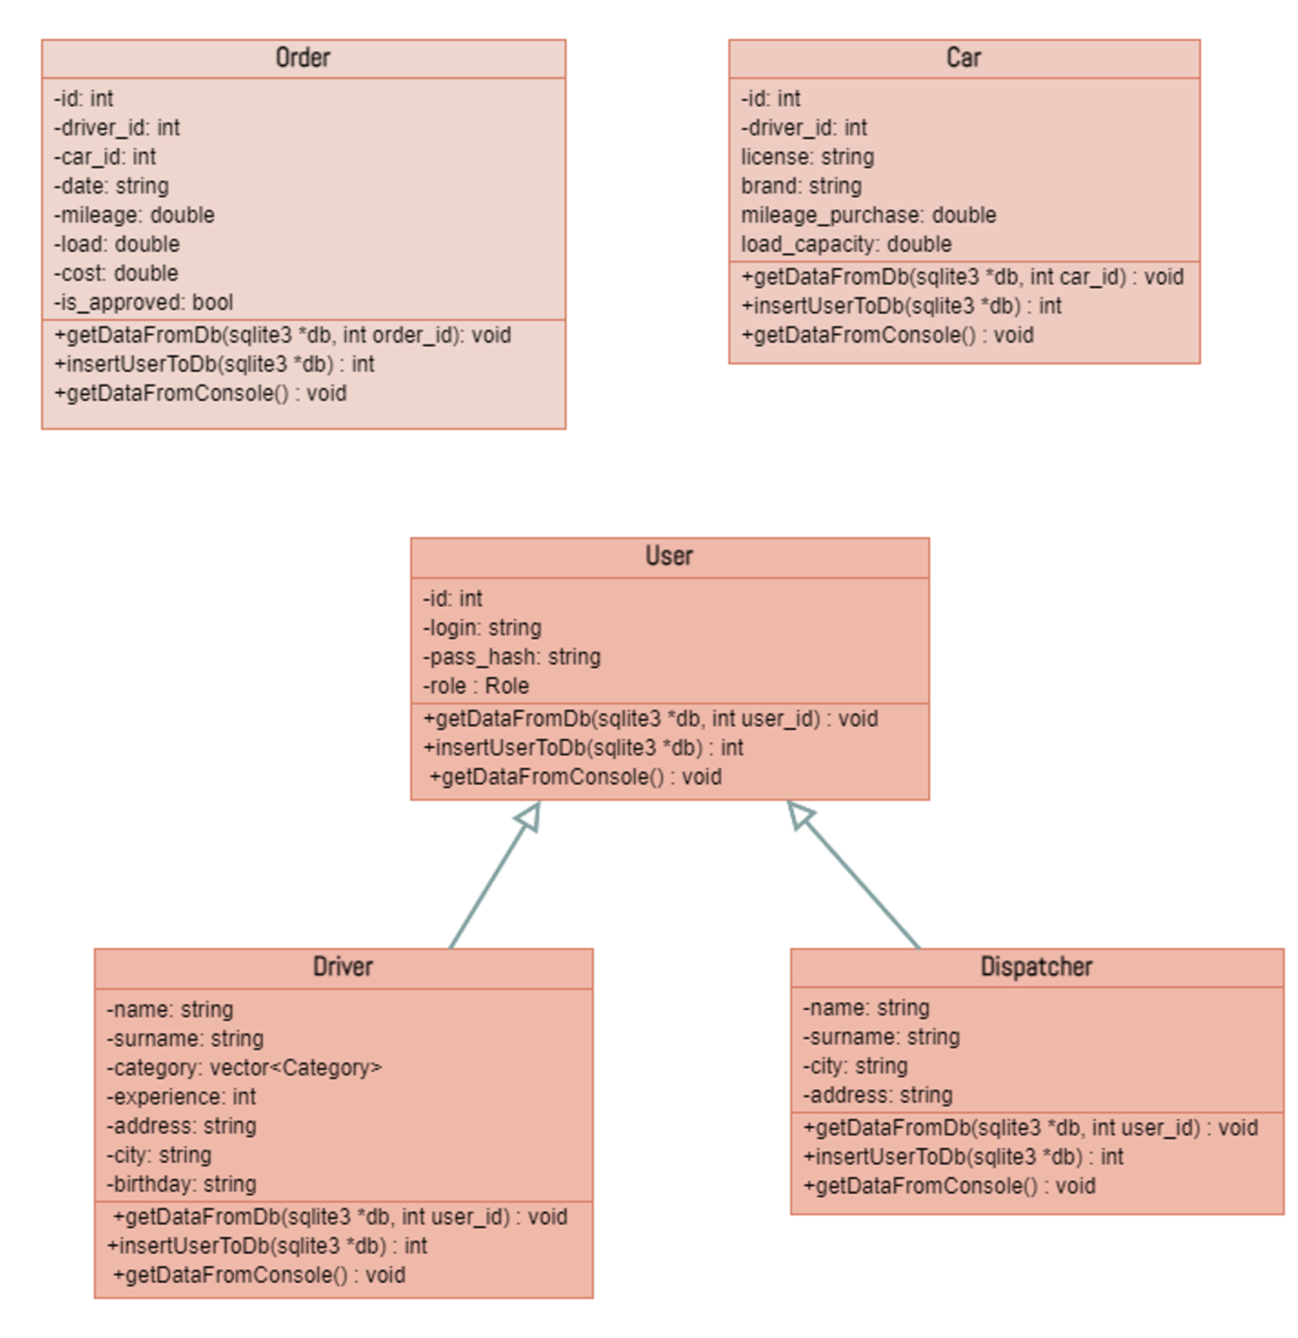 Order
-id: int
-driver_id: int
-car_id: int
-date: string
-mileage: double
-load: double
-cost: double
-is_approved: bool
+getDataFromDb(sqlite3 *db, int order_id): void
+insertUserToDb(sqlite3 *db) : int
+getDataFromConsole() : void
Car
-id: int
-driver_id: int
license: string
brand: string
mileage_purchase: double
load_capacity: double
+getDataFromDb(sqlite3 *db, int car_id) : void
+insertUserToDb(sqlite3 *db) : int
+getDataFromConsole() : void
User
-id: int
-login: string
-pass_hash: string
-role : Role
+getDataFromDb(sqlite3 *db, int user_id) : void
+insertUserToDb(sqlite3 *db) : int
+getDataFromConsole() : void
Driver
-name: string
-surname: string
-category: vector<Category>
-experience: int
-address: string
-city: string
-birthday: string
+getDataFromDb(sqlite3 *db, int user_id) : void
+insertUserToDb(sqlite3 *db) : int
+getDataFromConsole() : void
Dispatcher
-name: string
-surname: string
-city: string
-address: string
+getDataFromDb(sqlite3 *db, int user_id) : void
+insertUserToDb(sqlite3 *db) : int
+getDataFromConsole() : void